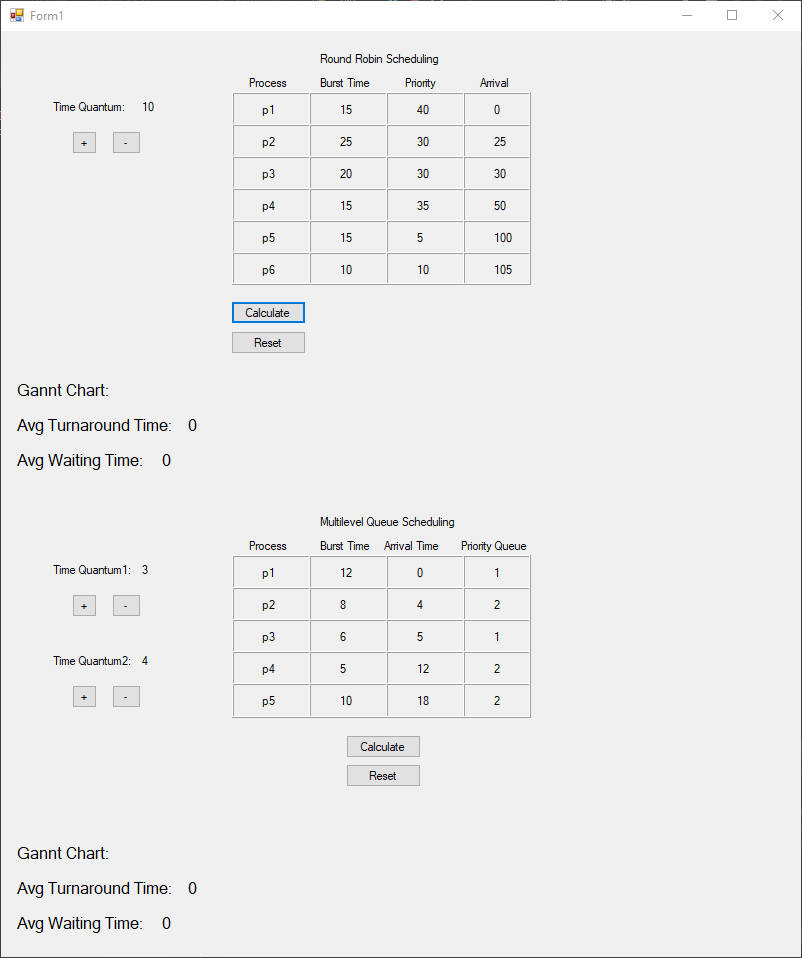 Form1
Round Robin Scheduling
Process Burst Time Priority Arrival
Time Quantum: 10
p1 15 40 0
+ -
p2 25 30 25
p3 20 30 30
p4 15 35 50
p5 15 5 100
p6 10 10 105
Calculate
Reset
Gannt Chart:
Avg Turnaround Time: 0
Avg Waiting Time: 0
Multilevel Queue Scheduling
Process Burst Time Arrival Time Priority Queue
Time Quantum1: 3
p1 12 0 1
+ -
p2 8 4 2
p3 6 5 1
Time Quantum2: 4
p4 5 12 2
+ -
p5 10 18 2
Calculate
Reset
Gannt Chart:
Avg Turnaround Time: 0
Avg Waiting Time: 0